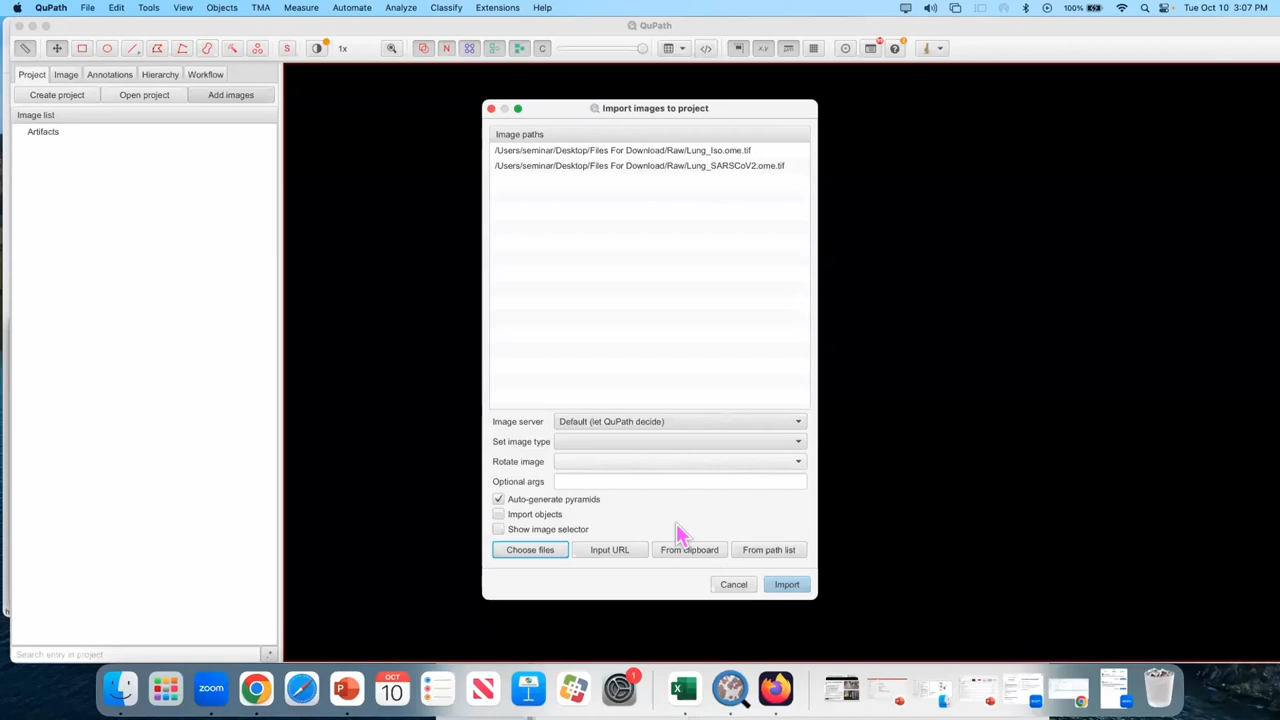 QuPath File Edit Tools View Objects TMA Measure Automate Analyze Classify Extensions Help 100% Tue Oct 10 3:07 PM
QuPath
S 1x N C x,y
Project Image Annotations Hierarchy Workflow
Create project Open project Add images
Image list
Artifacts
Import images to project
Image paths
/Users/seminar/Desktop/Files For Download/Raw/Lung_Iso.ome.tif
/Users/seminar/Desktop/Files For Download/Raw/Lung_SARSCoV2.ome.tif
Image server Default (let QuPath decide)
Set image type
Rotate image
Optional args
Auto-generate pyramids
Import objects
Show image selector
Choose files Input URL From clipboard From path list
Cancel Import
Search entry in project .*
zoom OCT 10 1